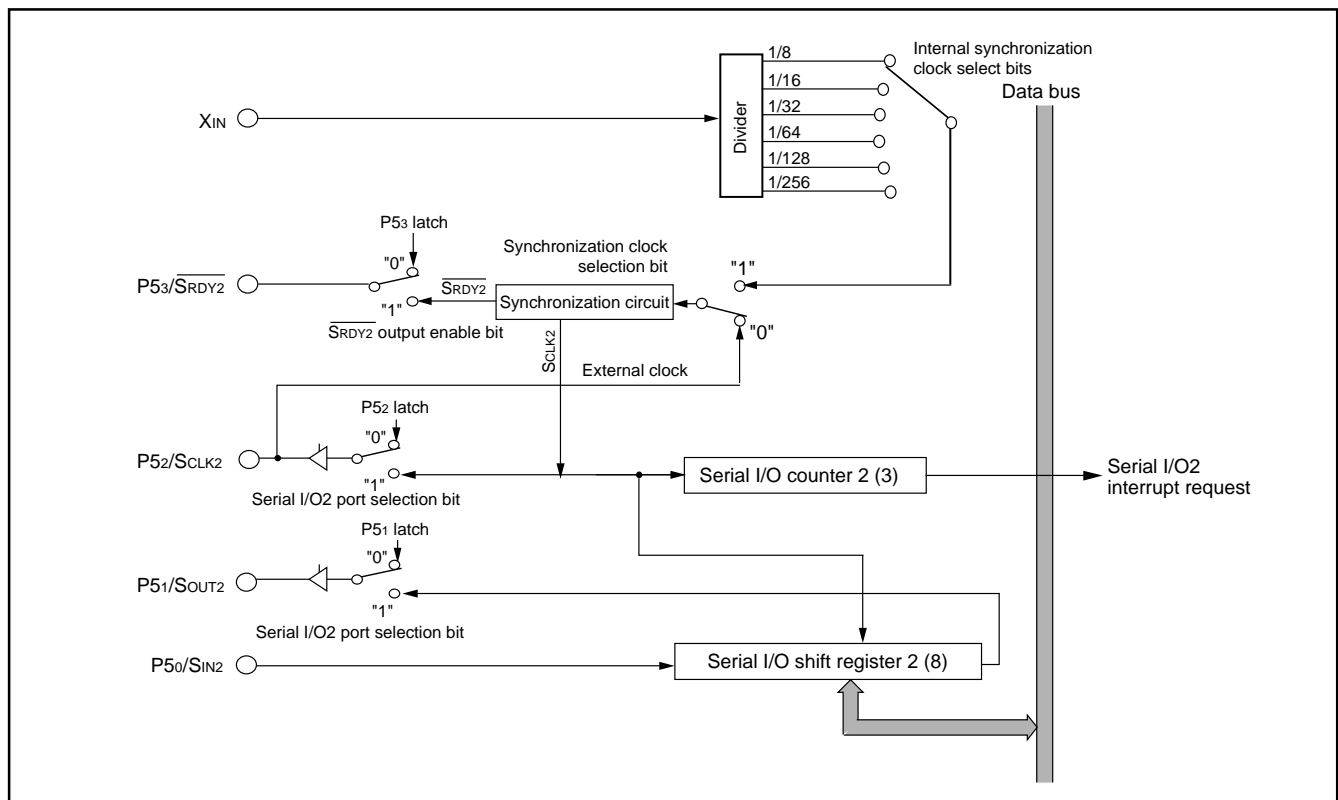 1/8
1/16
1/32
1/64
1/128
1/256
Internal synchronization
clock select bits
Data bus
XIN
Divider
P53 latch
"0"
P53/SRDY2
"1"
SRDY2
SRDY2 output enable bit
Synchronization clock
selection bit
Synchronization circuit
"1"
"0"
SCLK2
External clock
P52 latch
"0"
P52/SCLK2
"1"
Serial I/O2 port selection bit
Serial I/O counter 2 (3)
Serial I/O2
interrupt request
P51 latch
"0"
P51/SOUT2
"1"
Serial I/O2 port selection bit
P50/SIN2
Serial I/O shift register 2 (8)